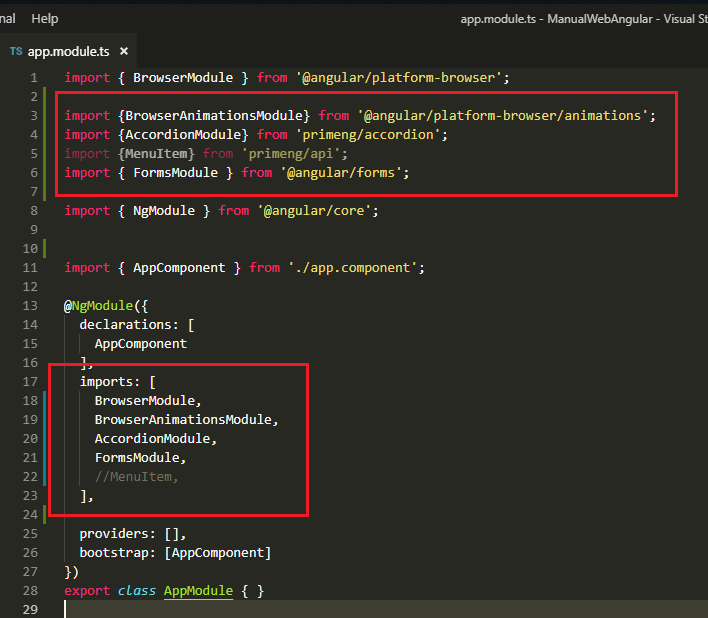 nal Help app.module.ts - ManualWebAngular - Visual St
TS app.module.ts ×
1 import { BrowserModule } from '@angular/platform-browser';
2
3 import {BrowserAnimationsModule} from '@angular/platform-browser/animations';
4 import {AccordionModule} from 'primeng/accordion';
5 import {MenuItem} from 'primeng/api';
6 import { FormsModule } from '@angular/forms';
7
8 import { NgModule } from '@angular/core';
9
10
11 import { AppComponent } from './app.component';
12
13 @NgModule({
14   declarations: [
15     AppComponent
16   ],
17   imports: [
18     BrowserModule,
19     BrowserAnimationsModule,
20     AccordionModule,
21     FormsModule,
22     //MenuItem,
23   ],
24
25   providers: [],
26   bootstrap: [AppComponent]
27 })
28 export class AppModule { }
29